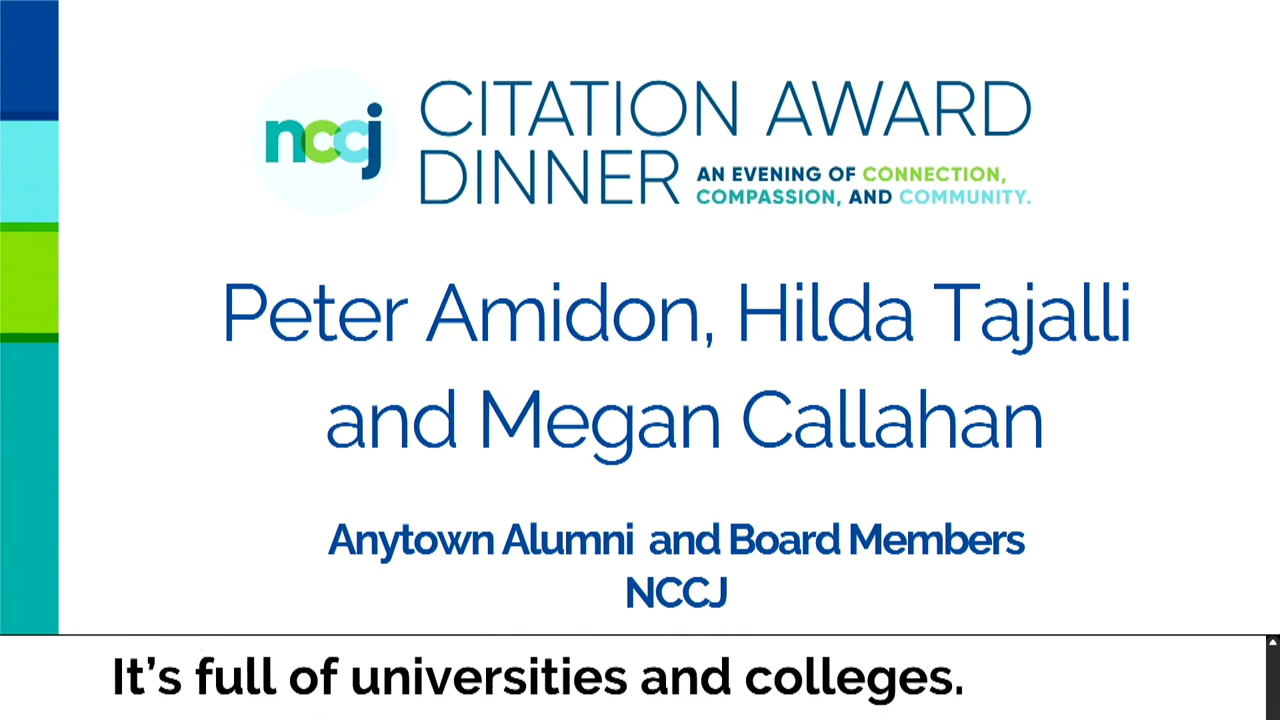 nccj
CITATION AWARD
DINNER
AN EVENING OF CONNECTION,
COMPASSION, AND COMMUNITY.
Peter Amidon, Hilda Tajalli
and Megan Callahan
Anytown Alumni and Board Members
NCCJ
It’s full of universities and colleges.